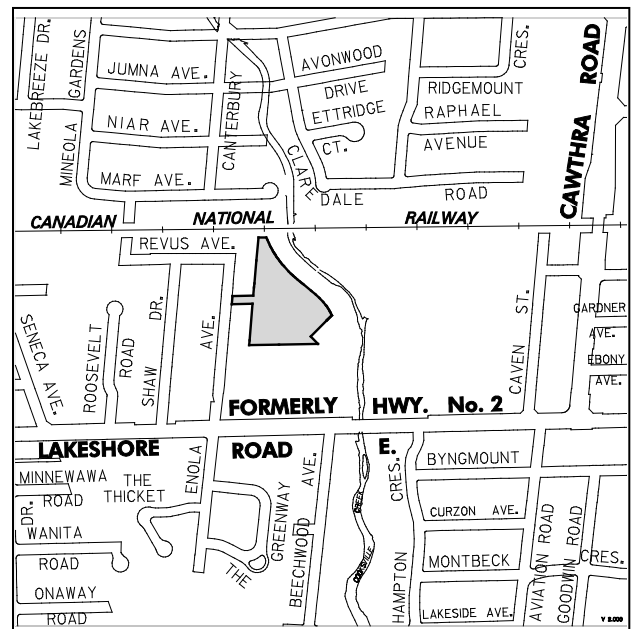 LAKEBREEZE DR.
GARDENS
MINEOLA
JUMNA AVE.
NIAR AVE.
MARF AVE.
CANTERBURY
AVONWOOD
DRIVE
ETTRIDGE
CT.
CLARE
DALE
ROAD
CRES.
RIDGEMOUNT
RAPHAEL
AVENUE
CAWTHRA ROAD
CANADIAN NATIONAL RAILWAY
REVUS AVE.
SENECA AVE.
ROOSEVELT
ROAD
SHAW DR.
AVE.
CAVEN ST.
GARDNER
AVE.
EBONY
AVE.
FORMERLY HWY. No. 2
LAKESHORE ROAD E.
MINNEWAWA
ROAD
THE
THICKET
DR.
WANITA
ROAD
ONAWAY
ROAD
ENOLA
THE
GREENWAY
BEECHWOOD
AVE.
CREEK
COOKSVILLE
CRES.
HAMPTON
BYNGMOUNT
CURZON AVE.
MONTBECK
LAKESIDE AVE.
AVIATION ROAD
GOODWIN ROAD
CRES.